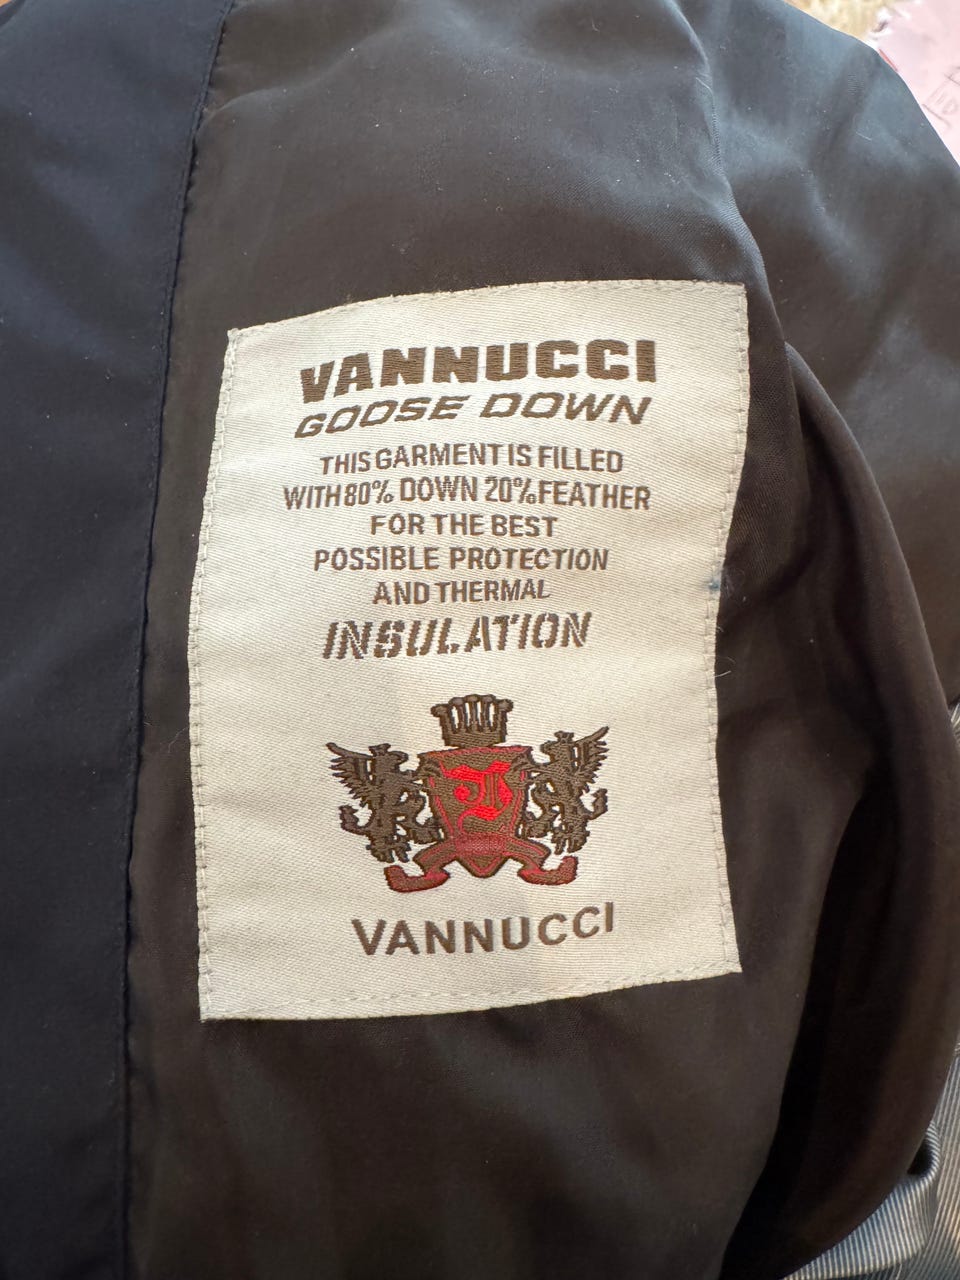 VANNUCCI
GOOSE DOWN
THIS GARMENT IS FILLED
WITH 80% DOWN 20% FEATHER
FOR THE BEST
POSSIBLE PROTECTION
AND THERMAL
INSULATION
VANNUCCI